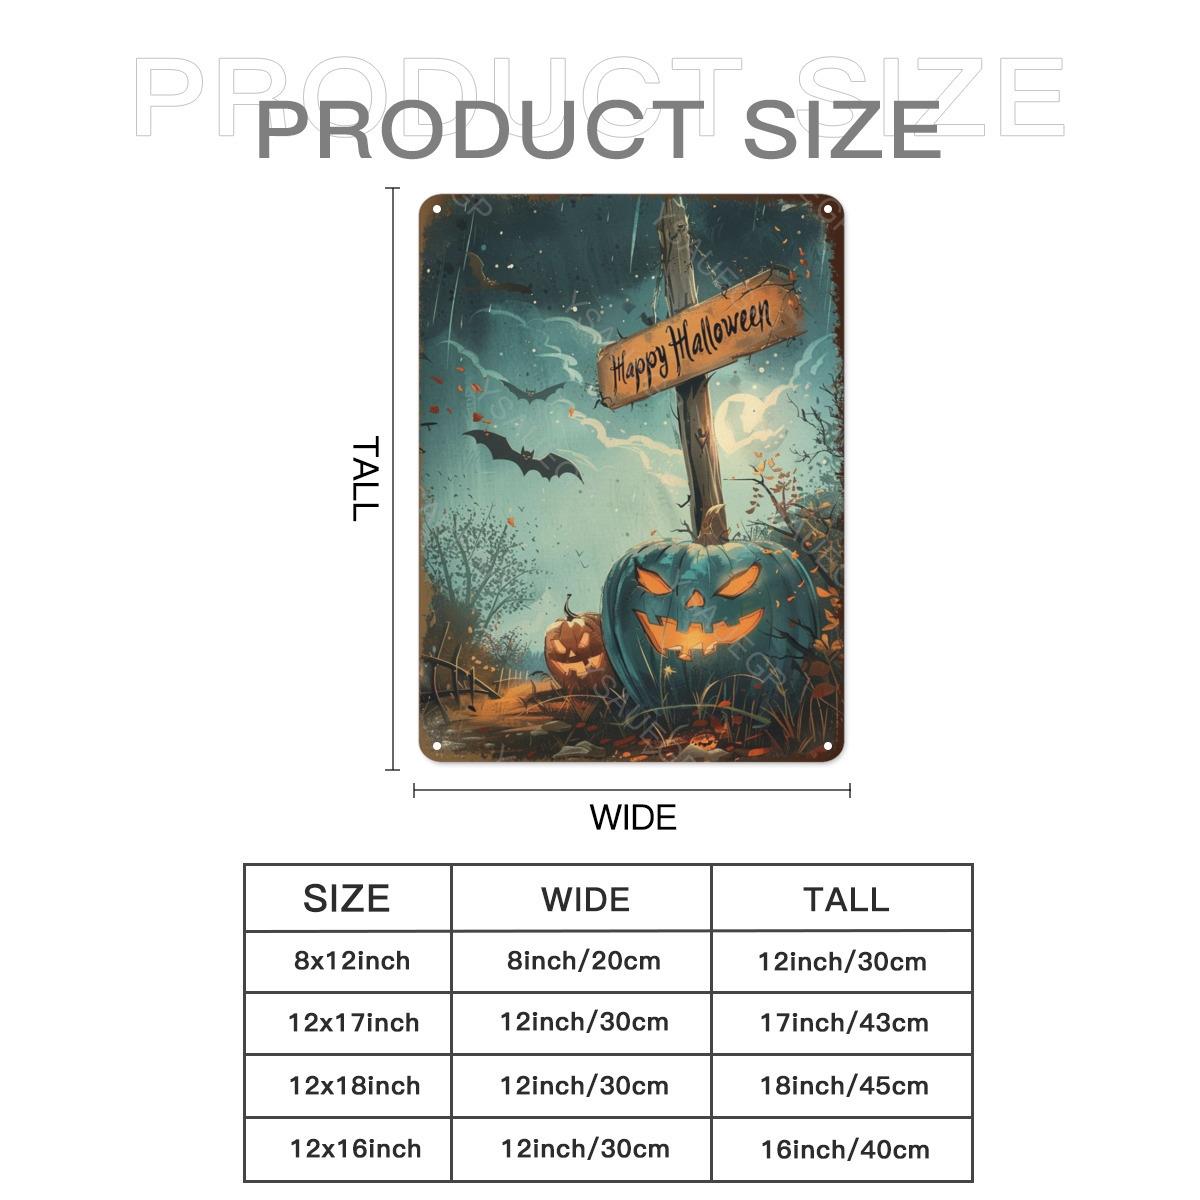 PRODUCT SIZE
PRODUCT SIZE
Happy Halloween
TALL
WIDE
SIZE WIDE TALL
8x12inch 8inch/20cm 12inch/30cm
12x17inch 12inch/30cm 17inch/43cm
12x18inch 12inch/30cm 18inch/45cm
12x16inch 12inch/30cm 16inch/40cm